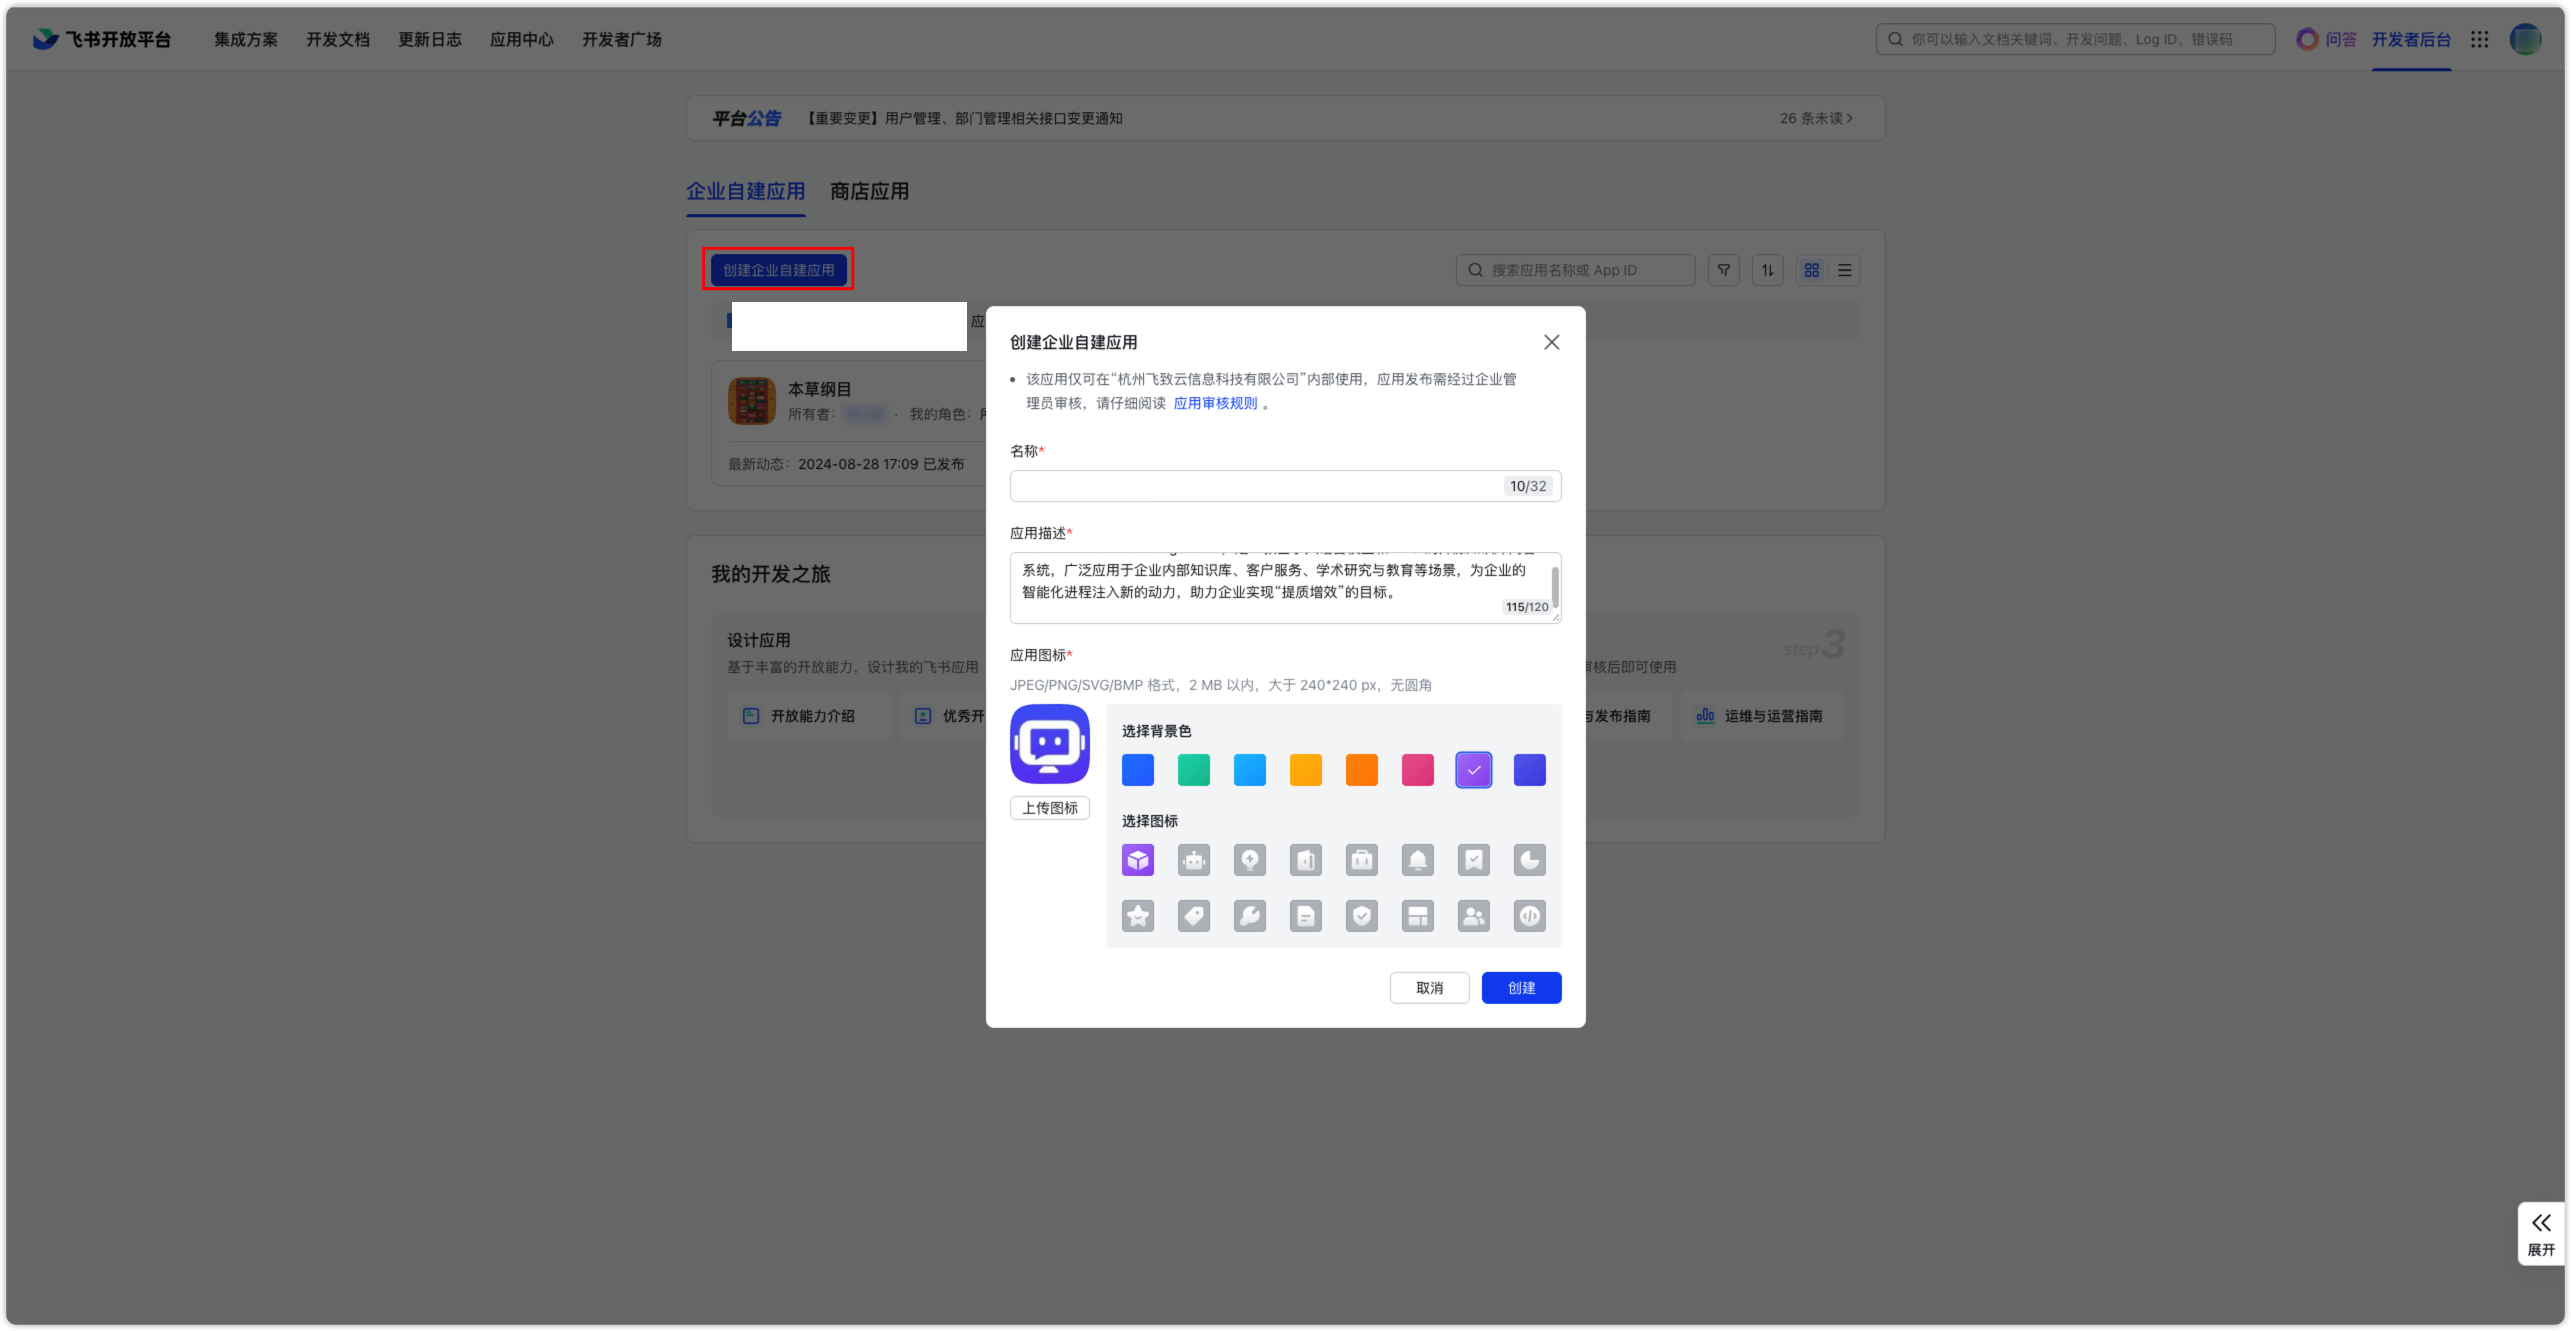 飞书开放平台
集成方案
开发文档
更新日志
应用中心
开发者广场
你可以输入文档关键词、开发问题、Log ID、错误码
问答
开发者后台
平台公告
【重要变更】用户管理、部门管理相关接口变更通知
26 条未读
企业自建应用
商店应用
创建企业自建应用
搜索应用名称或 App ID
应
本草纲目
所有者：
· 我的角色：
最新动态：2024-08-28 17:09 已发布
创建企业自建应用
该应用仅可在“杭州飞致云信息科技有限公司”内部使用，应用发布需经过企业管
理员审核，请仔细阅读 应用审核规则 。
名称*
10/32
应用描述*
系统，广泛应用于企业内部知识库、客户服务、学术研究与教育等场景，为企业的
智能化进程注入新的动力，助力企业实现“提质增效”的目标。
115/120
应用图标*
JPEG/PNG/SVG/BMP 格式，2 MB 以内，大于 240*240 px，无圆角
上传图标
选择背景色
选择图标
取消
创建
我的开发之旅
设计应用
基于丰富的开放能力，设计我的飞书应用
开放能力介绍
优秀开
step 3
审核后即可使用
与发布指南
运维与运营指南
展开